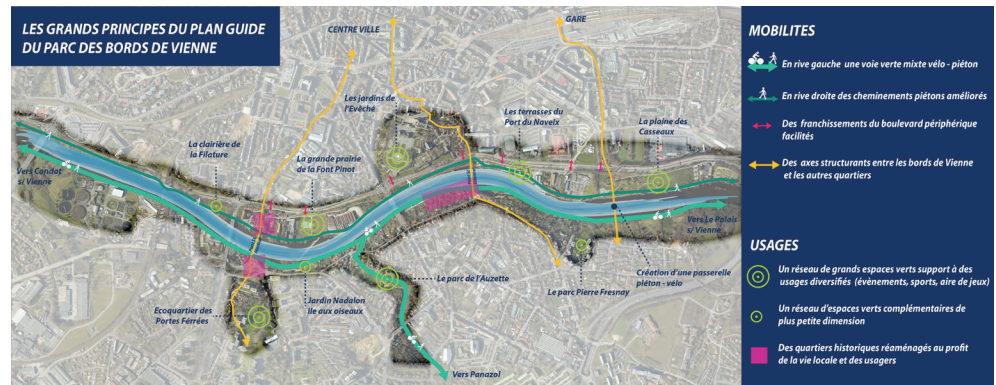 LES GRANDS PRINCIPES DU PLAN GUIDE
DU PARC DES BORDS DE VIENNE
CENTRE VILLE
GARE
Les jardins de
l'Evêché
Les terrasses du
Port du Naveix
La plaine des
Casseaux
La clairière de
la Filature
La grande prairie
de la Font Pinot
Vers Condat
s/ Vienne
Vers Le Palais
s/ Vienne
Création d'une passerelle
piéton - vélo
Le parc Pierre Fresnay
Le parc de l'Auzette
Jardin Nadalon
Ile aux oiseaux
Ecoquartier des
Portes Férrées
Vers Panazol
MOBILITES
En rive gauche une voie verte mixte vélo - piéton
En rive droite des cheminements piétons améliorés
Des franchissements du boulevard périphérique
facilités
Des axes structurants entre les bords de Vienne
et les autres quartiers
USAGES
Un réseau de grands espaces verts support à des
usages diversifiés (évènements, sports, aire de jeux)
Un réseau d'espaces verts complémentaires de
plus petite dimension
Des quartiers historiques réaménagés au profit
de la vie locale et des usagers